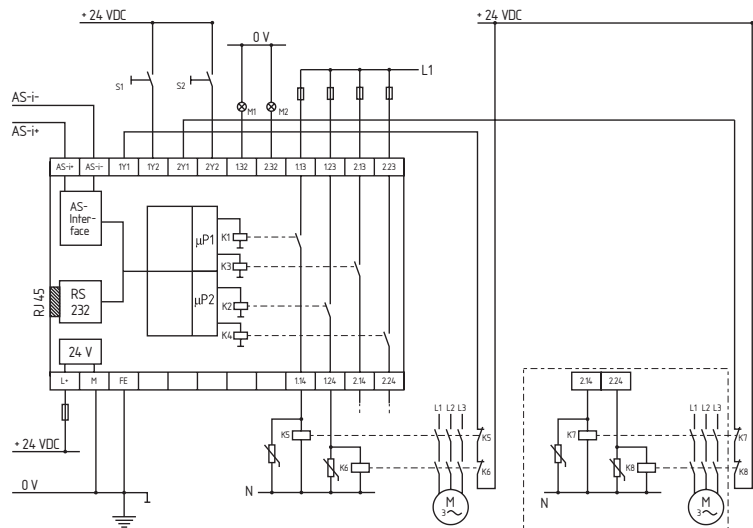 + 24 VDC
+ 24 VDC
0 V
L1
S1
S2
M1
M2
AS-i-
AS-i+
AS-i+ AS-i- 1Y1 1Y2 2Y1 2Y2 1.32 2.32 1.13 1.23 2.13 2.23
AS-
Inter-
face
µP1
K1
K3
µP2
K2
K4
RJ 45
RS
232
24 V
L+ M FE 1.14 1.24 2.14 2.24
2.14 2.24
L1 L2 L3
L1 L2 L3
+ 24 VDC
K5
K5
K7
K7
K6
K6
K8
K8
0 V
N
M
3
N
M
3